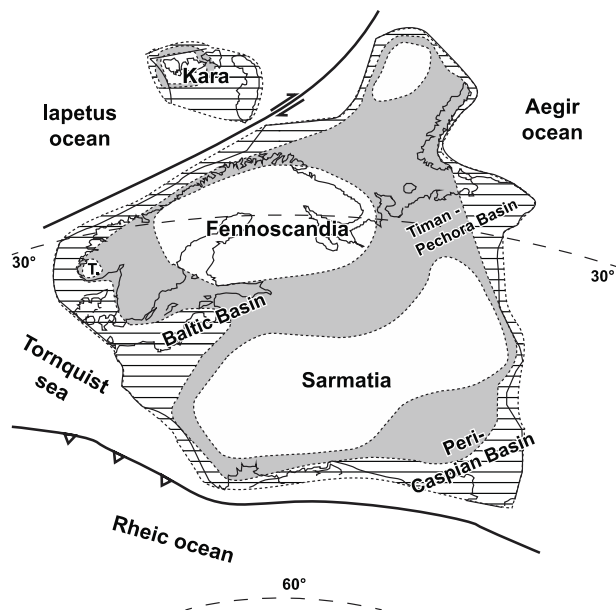 Kara
Iapetus
ocean
Aegir
ocean
Fennoscandia
Timan -
Pechora Basin
30°
30°
T.
Baltic Basin
Tornquist
sea
Sarmatia
Peri-
Caspian Basin
Rheic ocean
60°